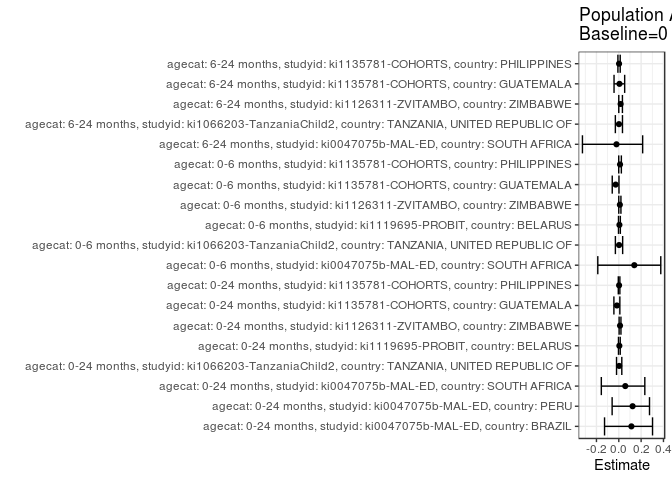 Population
Baseline=0
agecat: 6-24 months, studyid: ki1135781-COHORTS, country: PHILIPPINES
agecat: 6-24 months, studyid: ki1135781-COHORTS, country: GUATEMALA
agecat: 6-24 months, studyid: ki1126311-ZVITAMBO, country: ZIMBABWE
agecat: 6-24 months, studyid: ki1066203-TanzaniaChild2, country: TANZANIA, UNITED REPUBLIC OF
agecat: 6-24 months, studyid: ki0047075b-MAL-ED, country: SOUTH AFRICA
agecat: 0-6 months, studyid: ki1135781-COHORTS, country: PHILIPPINES
agecat: 0-6 months, studyid: ki1135781-COHORTS, country: GUATEMALA
agecat: 0-6 months, studyid: ki1126311-ZVITAMBO, country: ZIMBABWE
agecat: 0-6 months, studyid: ki1119695-PROBIT, country: BELARUS
agecat: 0-6 months, studyid: ki1066203-TanzaniaChild2, country: TANZANIA, UNITED REPUBLIC OF
agecat: 0-6 months, studyid: ki0047075b-MAL-ED, country: SOUTH AFRICA
agecat: 0-24 months, studyid: ki1135781-COHORTS, country: PHILIPPINES
agecat: 0-24 months, studyid: ki1135781-COHORTS, country: GUATEMALA
agecat: 0-24 months, studyid: ki1126311-ZVITAMBO, country: ZIMBABWE
agecat: 0-24 months, studyid: ki1119695-PROBIT, country: BELARUS
agecat: 0-24 months, studyid: ki1066203-TanzaniaChild2, country: TANZANIA, UNITED REPUBLIC OF
agecat: 0-24 months, studyid: ki0047075b-MAL-ED, country: SOUTH AFRICA
agecat: 0-24 months, studyid: ki0047075b-MAL-ED, country: PERU
agecat: 0-24 months, studyid: ki0047075b-MAL-ED, country: BRAZIL
-0.2 0.0 0.2 0.4
Estimate